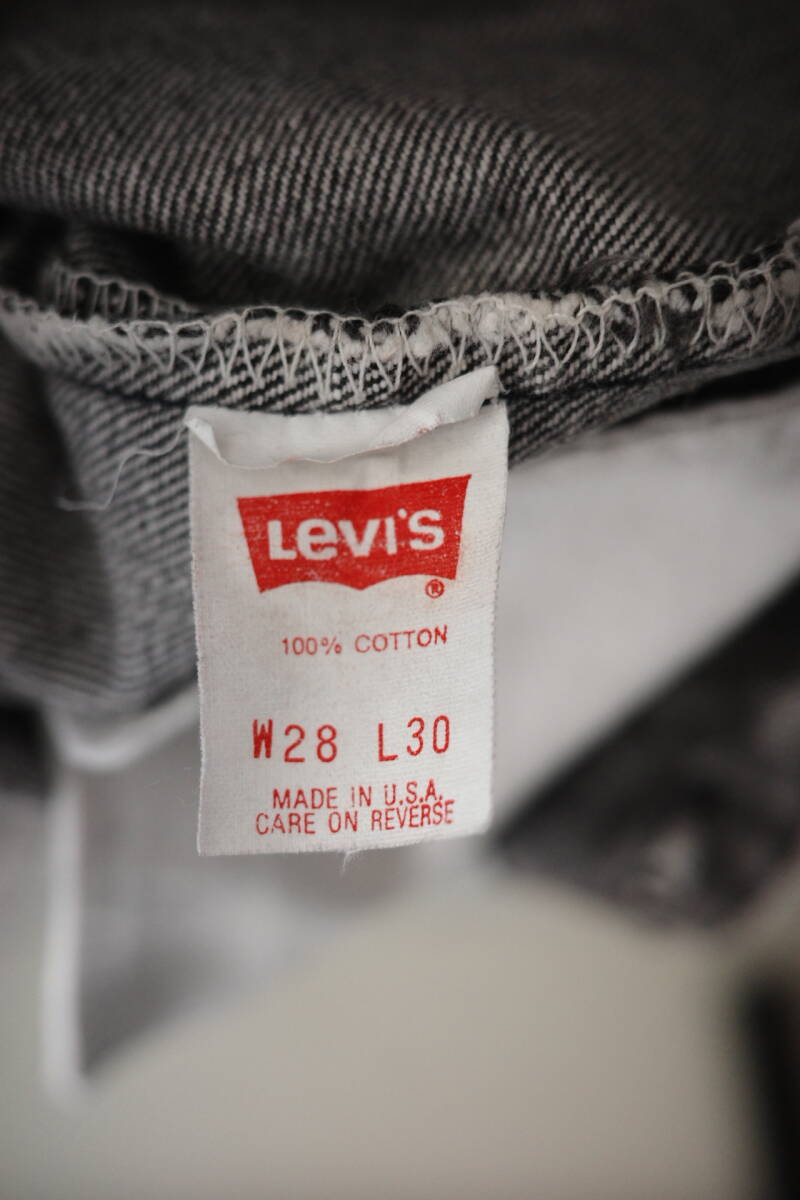 Levi's
®
100% COTTON
W28 L30
MADE IN U.S.A.
CARE ON REVERSE